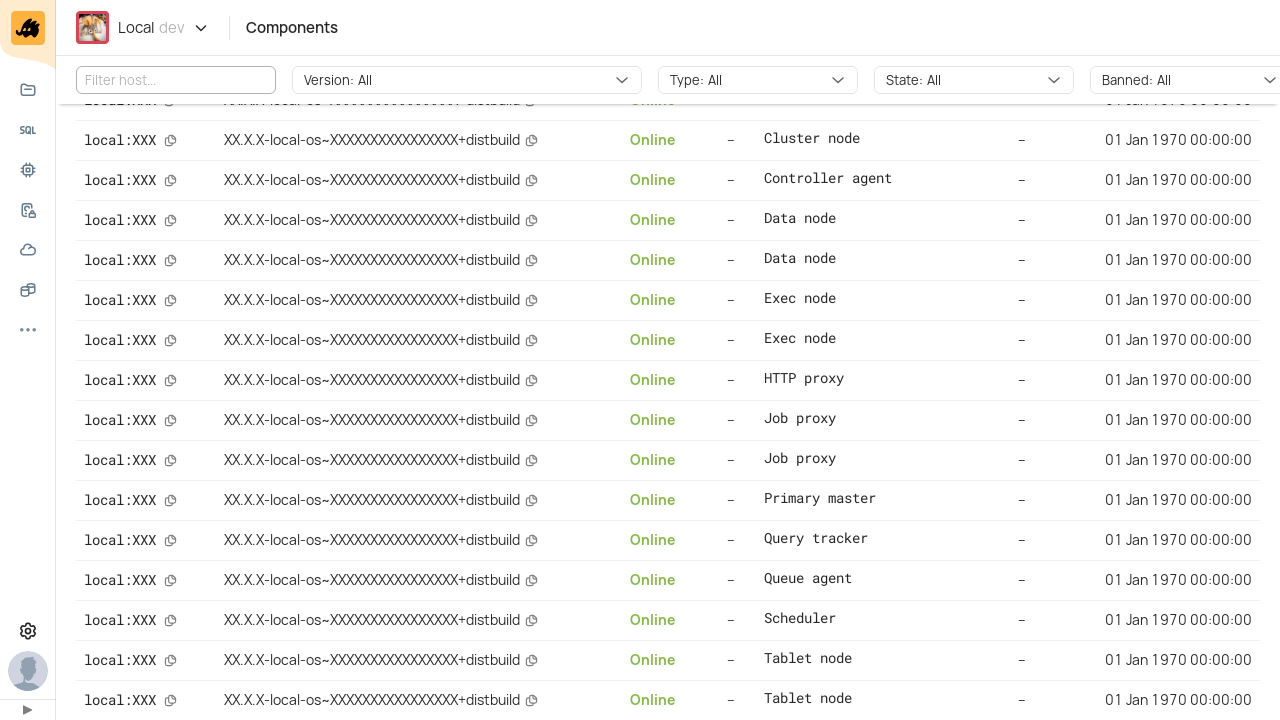 Local dev Components
SQL
Filter host... Version: All Type: All State: All Banned: All
local:XXX XX.X.X-local-os~XXXXXXXXXXXXXXXX+distbuild Online – Cluster node – 01 Jan 1970 00:00:00
local:XXX XX.X.X-local-os~XXXXXXXXXXXXXXXX+distbuild Online – Controller agent – 01 Jan 1970 00:00:00
local:XXX XX.X.X-local-os~XXXXXXXXXXXXXXXX+distbuild Online – Data node – 01 Jan 1970 00:00:00
local:XXX XX.X.X-local-os~XXXXXXXXXXXXXXXX+distbuild Online – Data node – 01 Jan 1970 00:00:00
local:XXX XX.X.X-local-os~XXXXXXXXXXXXXXXX+distbuild Online – Exec node – 01 Jan 1970 00:00:00
local:XXX XX.X.X-local-os~XXXXXXXXXXXXXXXX+distbuild Online – Exec node – 01 Jan 1970 00:00:00
local:XXX XX.X.X-local-os~XXXXXXXXXXXXXXXX+distbuild Online – HTTP proxy – 01 Jan 1970 00:00:00
local:XXX XX.X.X-local-os~XXXXXXXXXXXXXXXX+distbuild Online – Job proxy – 01 Jan 1970 00:00:00
local:XXX XX.X.X-local-os~XXXXXXXXXXXXXXXX+distbuild Online – Job proxy – 01 Jan 1970 00:00:00
local:XXX XX.X.X-local-os~XXXXXXXXXXXXXXXX+distbuild Online – Primary master – 01 Jan 1970 00:00:00
local:XXX XX.X.X-local-os~XXXXXXXXXXXXXXXX+distbuild Online – Query tracker – 01 Jan 1970 00:00:00
local:XXX XX.X.X-local-os~XXXXXXXXXXXXXXXX+distbuild Online – Queue agent – 01 Jan 1970 00:00:00
local:XXX XX.X.X-local-os~XXXXXXXXXXXXXXXX+distbuild Online – Scheduler – 01 Jan 1970 00:00:00
local:XXX XX.X.X-local-os~XXXXXXXXXXXXXXXX+distbuild Online – Tablet node – 01 Jan 1970 00:00:00
local:XXX XX.X.X-local-os~XXXXXXXXXXXXXXXX+distbuild Online – Tablet node – 01 Jan 1970 00:00:00